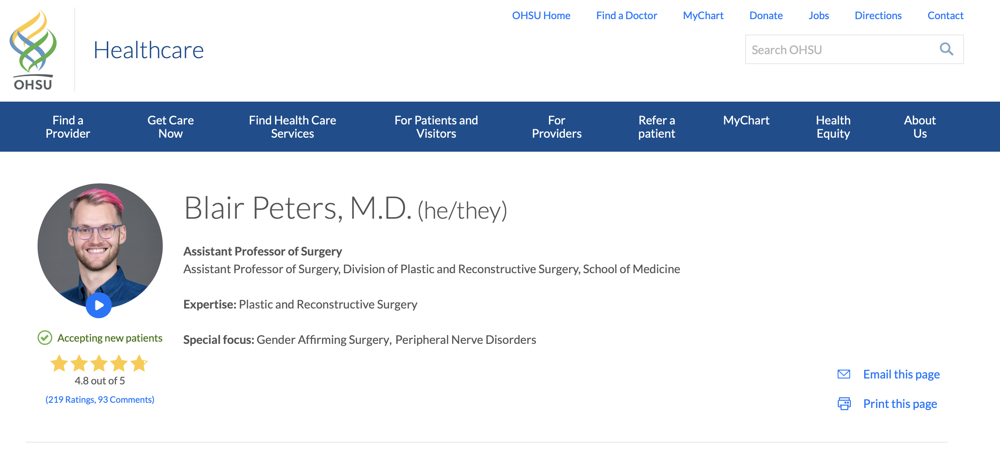 OHSU
Healthcare
OHSU Home Find a Doctor MyChart Donate Jobs Directions Contact
Search OHSU
Find a Provider
Get Care Now
Find Health Care Services
For Patients and Visitors
For Providers
Refer a patient
MyChart
Health Equity
About Us
Blair Peters, M.D. (he/they)
Assistant Professor of Surgery
Assistant Professor of Surgery, Division of Plastic and Reconstructive Surgery, School of Medicine
Expertise: Plastic and Reconstructive Surgery
Special focus: Gender Affirming Surgery, Peripheral Nerve Disorders
Accepting new patients
4.8 out of 5
(219 Ratings, 93 Comments)
Email this page
Print this page